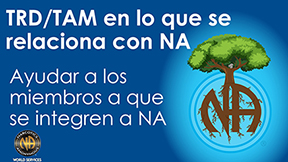 TRD/TAM en lo que se
relaciona con NA
Ayudar a los
miembros a que
se integren a NA
NA
NA
WORLD SERVICES